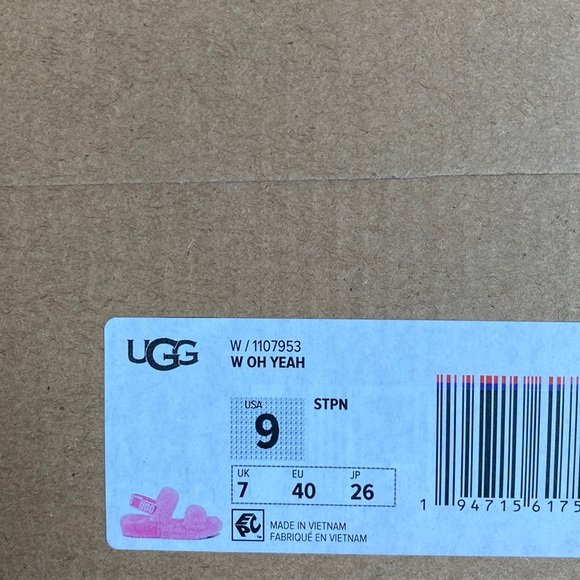 UGG
W / 1107953
W OH YEAH
USA
9
STPN
UK EU JP
7 40 26
MADE IN VIETNAM
FABRIQUÉ EN VIETNAM
1 94715 6175